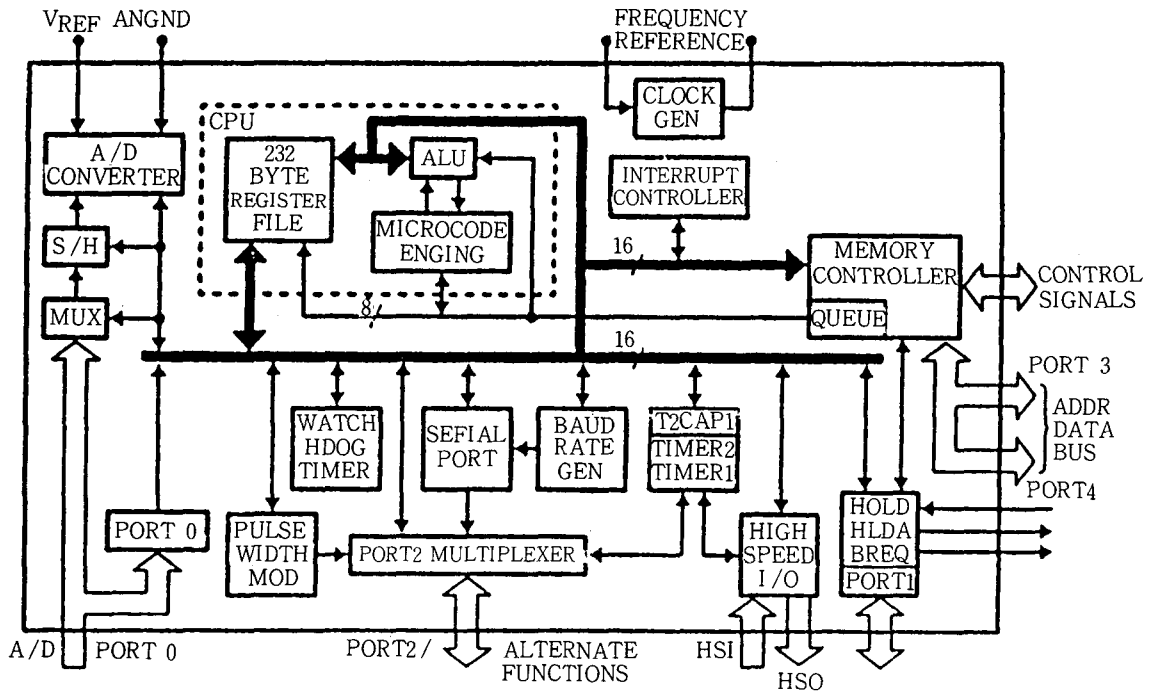 VREF ANGND
FREQUENCY
REFERENCE
CLOCK
GEN
CPU
A/D
CONVERTER
232
BYTE
REGISTER
FILE
ALU
MICROCODE
ENGING
INTERRUPT
CONTROLLER
S/H
MUX
16
MEMORY
CONTROLLER
QUEUE
CONTROL
SIGNALS
8
16
PORT 3
ADDR
DATA
BUS
PORT4
WATCH
HDOG
TIMER
SEFIAL
PORT
BAUD
RATE
GEN
T2CAP1
TIMER2
TIMER1
PORT 0
PULSE
WIDTH
MOD
PORT2 MULTIPLEXER
HIGH
SPEED
I/O
HOLD
HLDA
BREQ
PORT1
A/D
PORT 0
PORT2/
ALTERNATE
FUNCTIONS
HSI
HSO